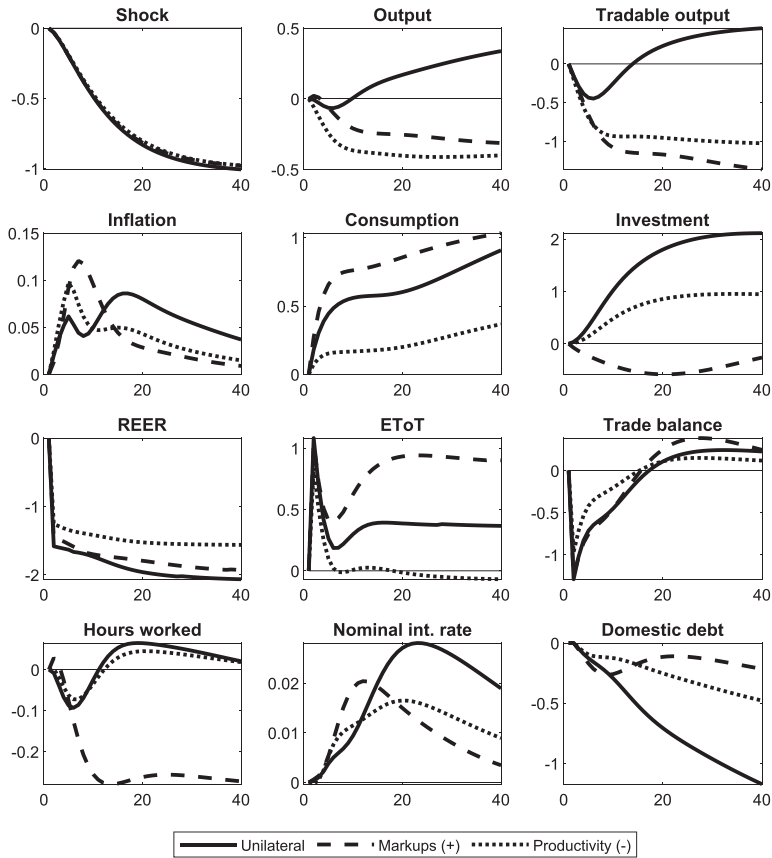 Shock Output Tradable output
0 0.5 0
-0.5 0 -0.5
-1 -0.5 -1
0 20 40 0 20 40 0 20 40
Inflation Consumption Investment
0.15 1 2
0.1 0.5 1
0.05 0 0
0
0 20 40 0 20 40 0 20 40
REER EToT Trade balance
0 1 0
-1 0.5 -0.5
-2 0 -1
0 20 40 0 20 40 0 20 40
Hours worked Nominal int. rate Domestic debt
0 0.02 0
-0.1 0.01 -0.5
-0.2 0 -1
0 20 40 0 20 40 0 20 40
Unilateral Markups (+) Productivity (-)